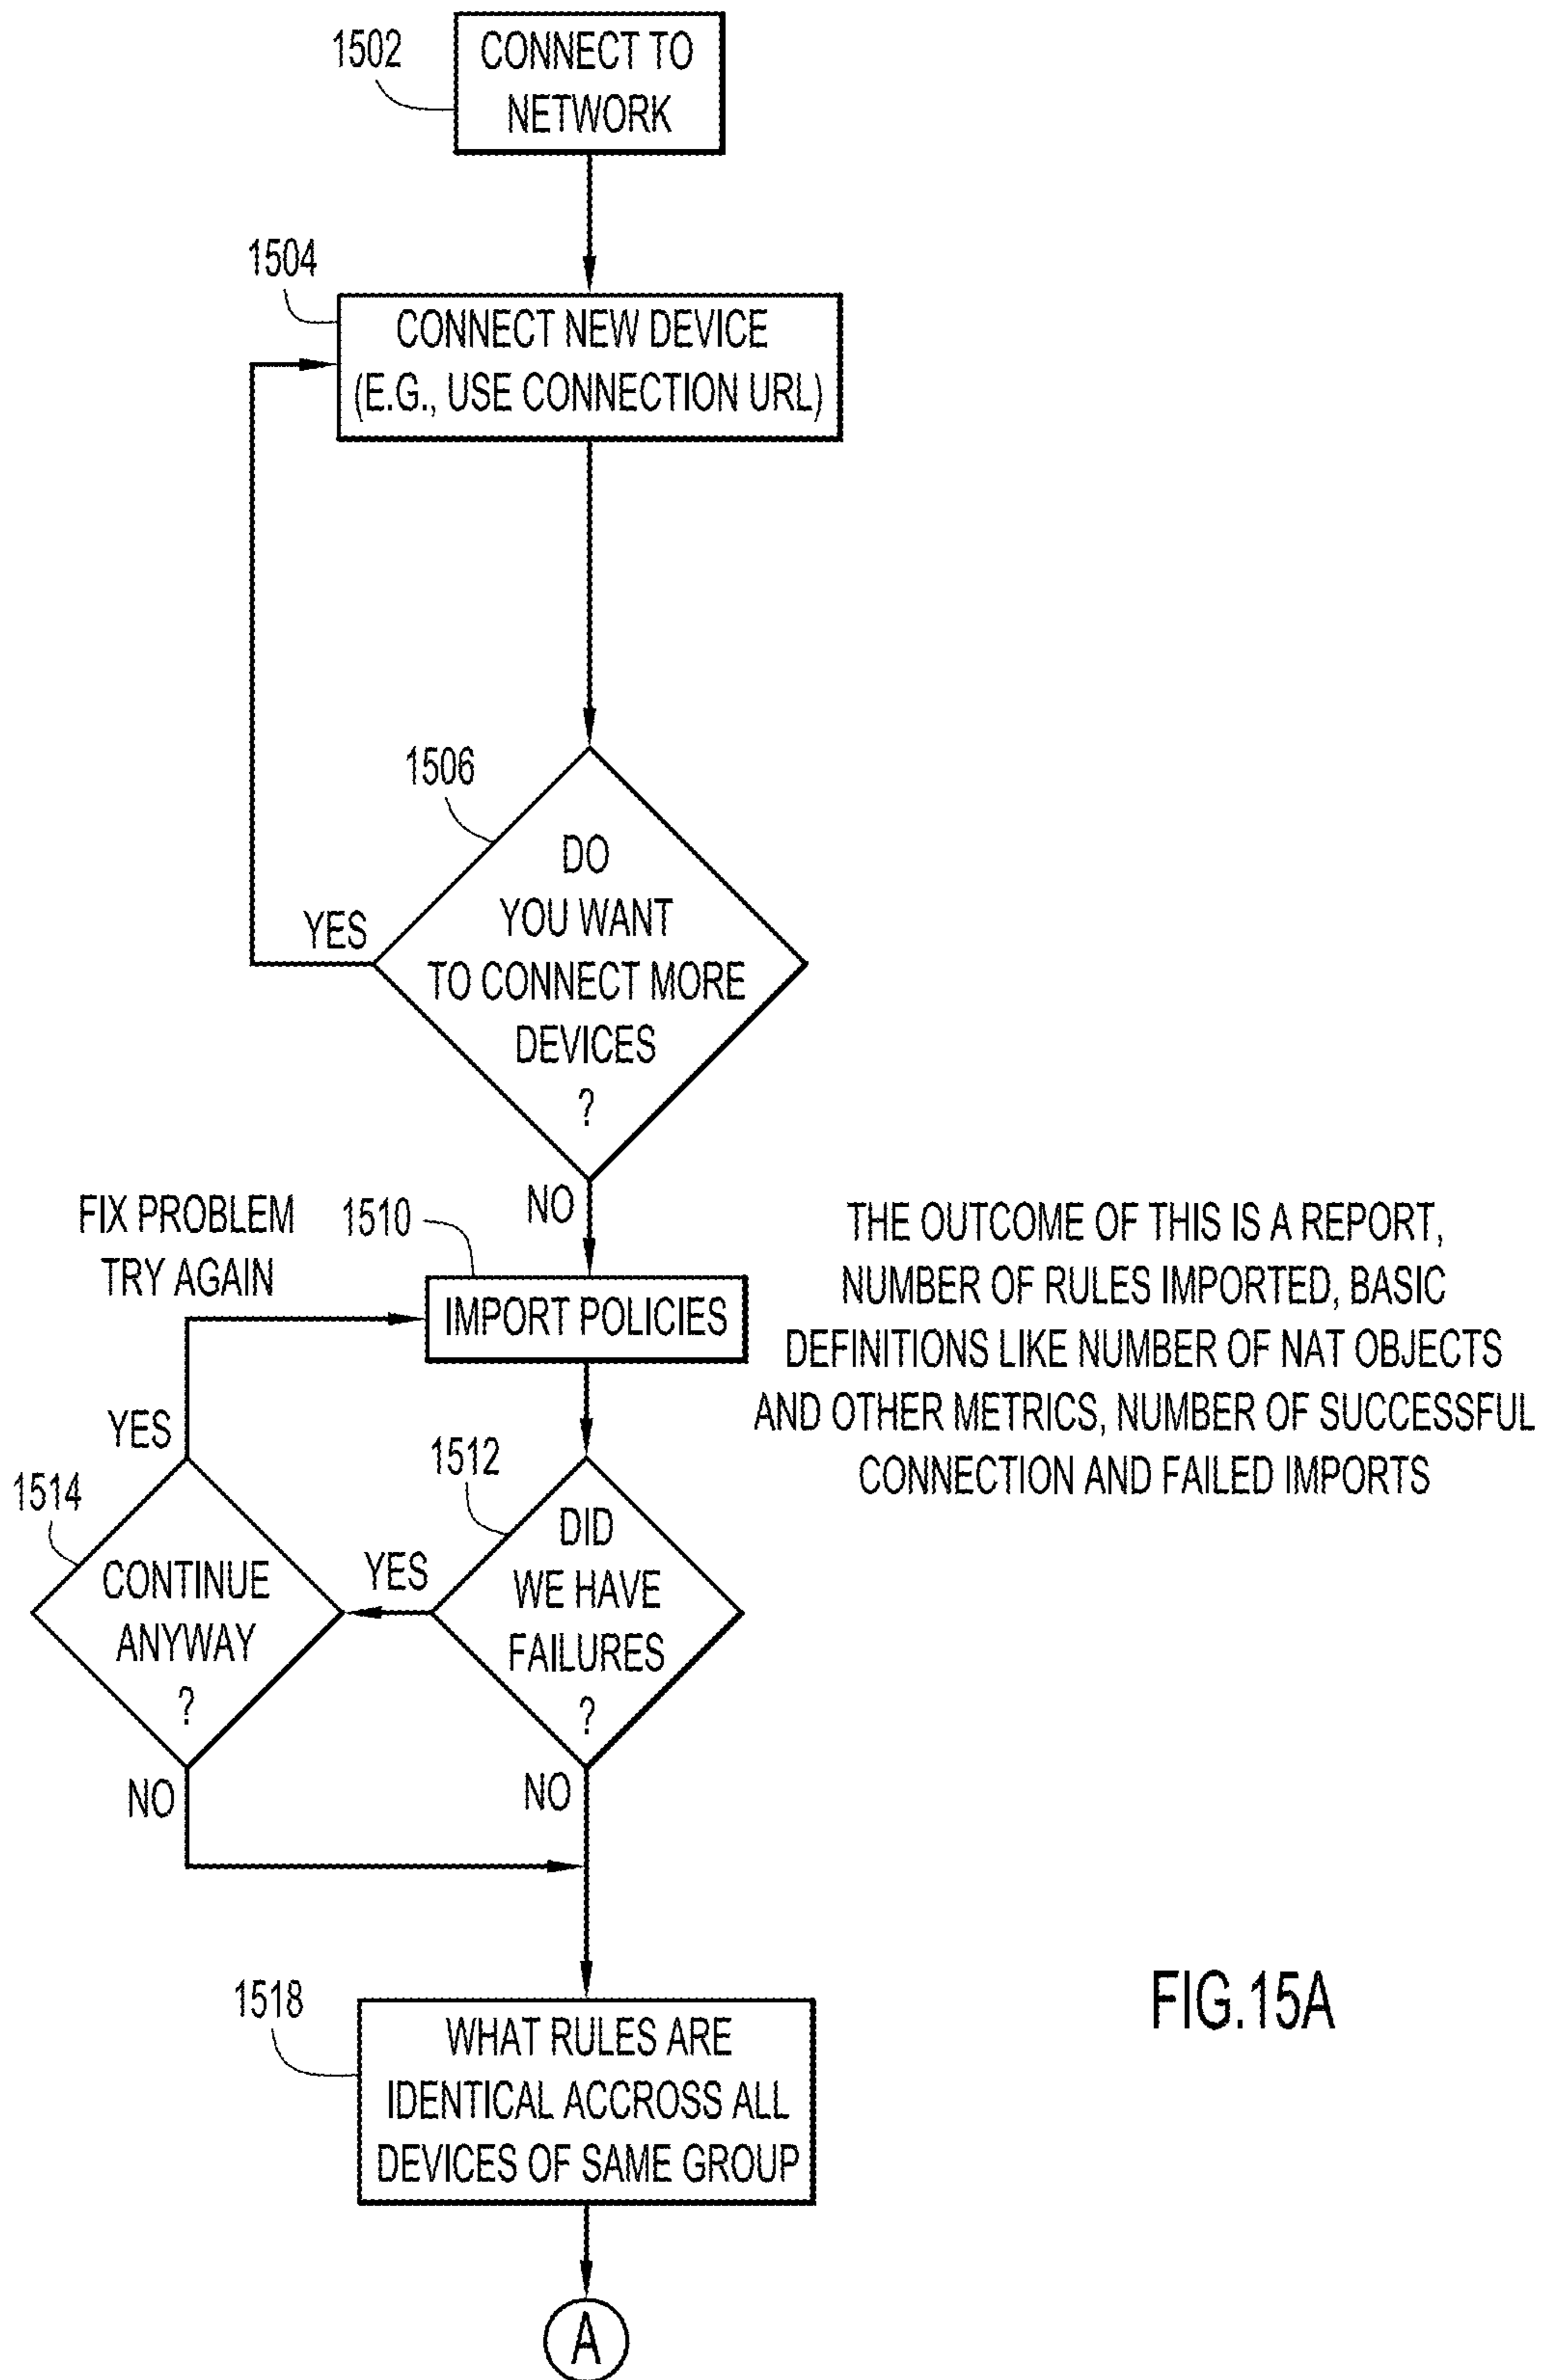 1502
CONNECT TO
NETWORK
1504
CONNECT NEW DEVICE
(E.G., USE CONNECTION URL)
1506
DO
YOU WANT
TO CONNECT MORE
DEVICES
?
YES
NO
FIX PROBLEM
TRY AGAIN
1510
IMPORT POLICIES
THE OUTCOME OF THIS IS A REPORT,
NUMBER OF RULES IMPORTED, BASIC
DEFINITIONS LIKE NUMBER OF NAT OBJECTS
AND OTHER METRICS, NUMBER OF SUCCESSFUL
CONNECTION AND FAILED IMPORTS
YES
1514
CONTINUE
ANYWAY
?
NO
YES
1512
DID
WE HAVE
FAILURES
?
NO
1518
WHAT RULES ARE
IDENTICAL ACCROSS ALL
DEVICES OF SAME GROUP
A
FIG.15A